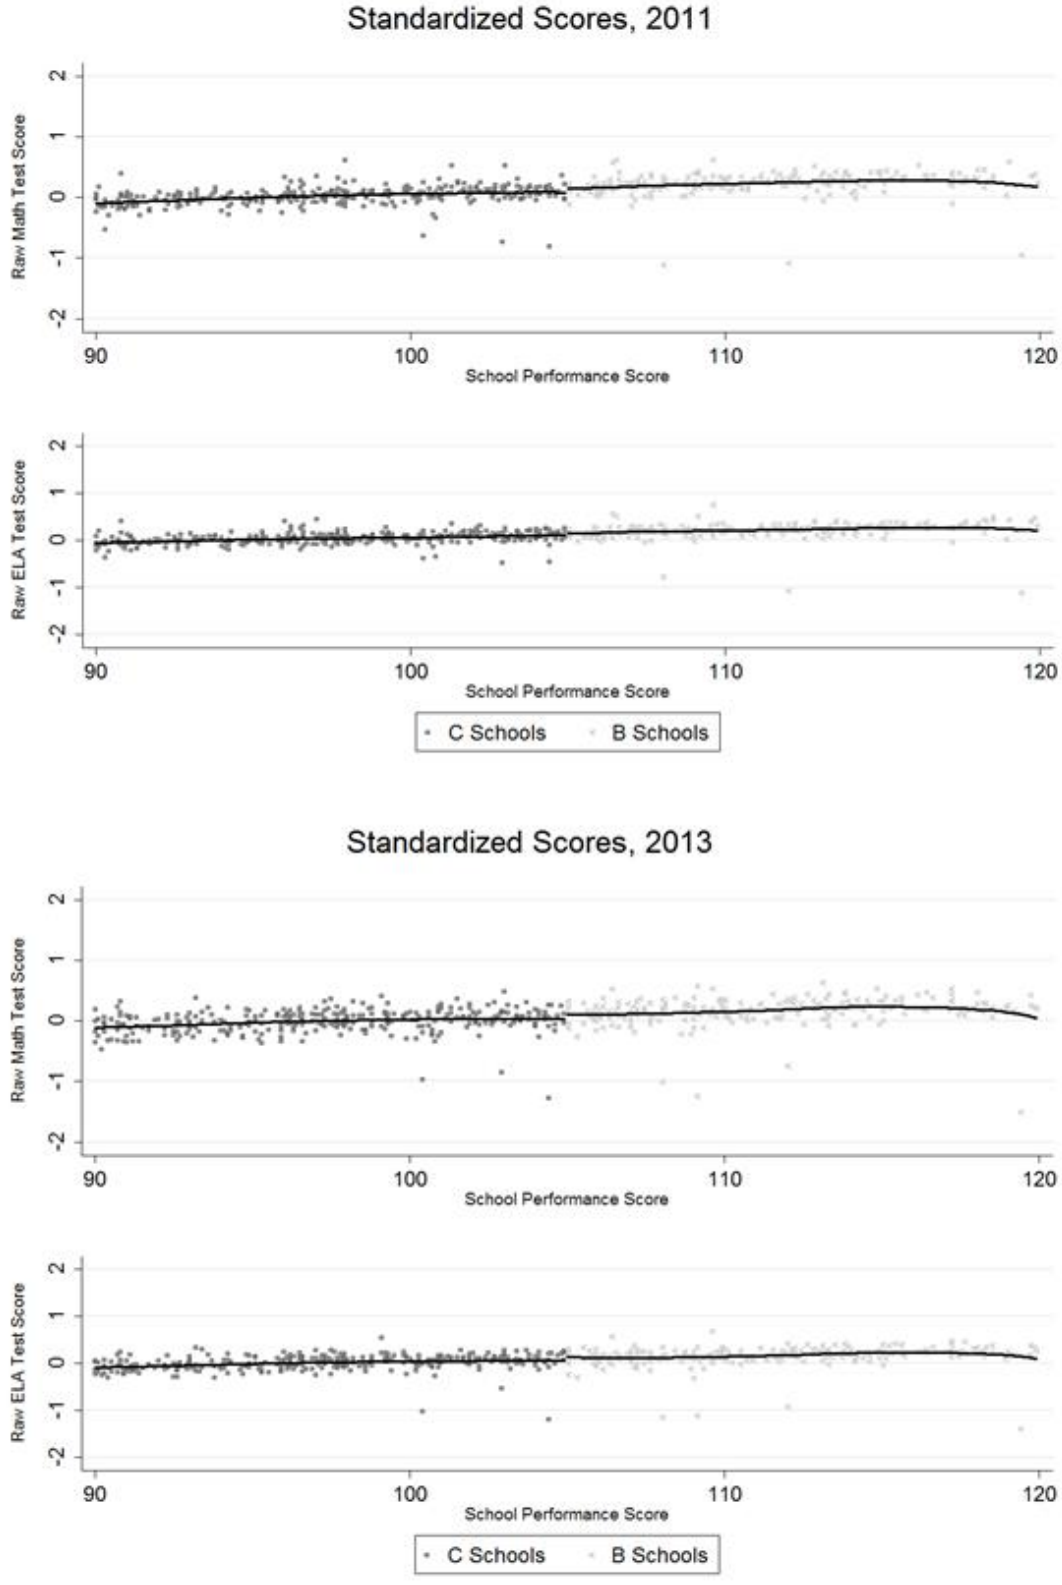 Standardized Scores, 2011
Raw Math Test Score
2
1
0
-1
-2
90 100 110 120
School Performance Score
Raw ELA Test Score
2
1
0
-1
-2
90 100 110 120
School Performance Score
C Schools B Schools
Standardized Scores, 2013
Raw Math Test Score
2
1
0
-1
-2
90 100 110 120
School Performance Score
Raw ELA Test Score
2
1
0
-1
-2
90 100 110 120
School Performance Score
C Schools B Schools